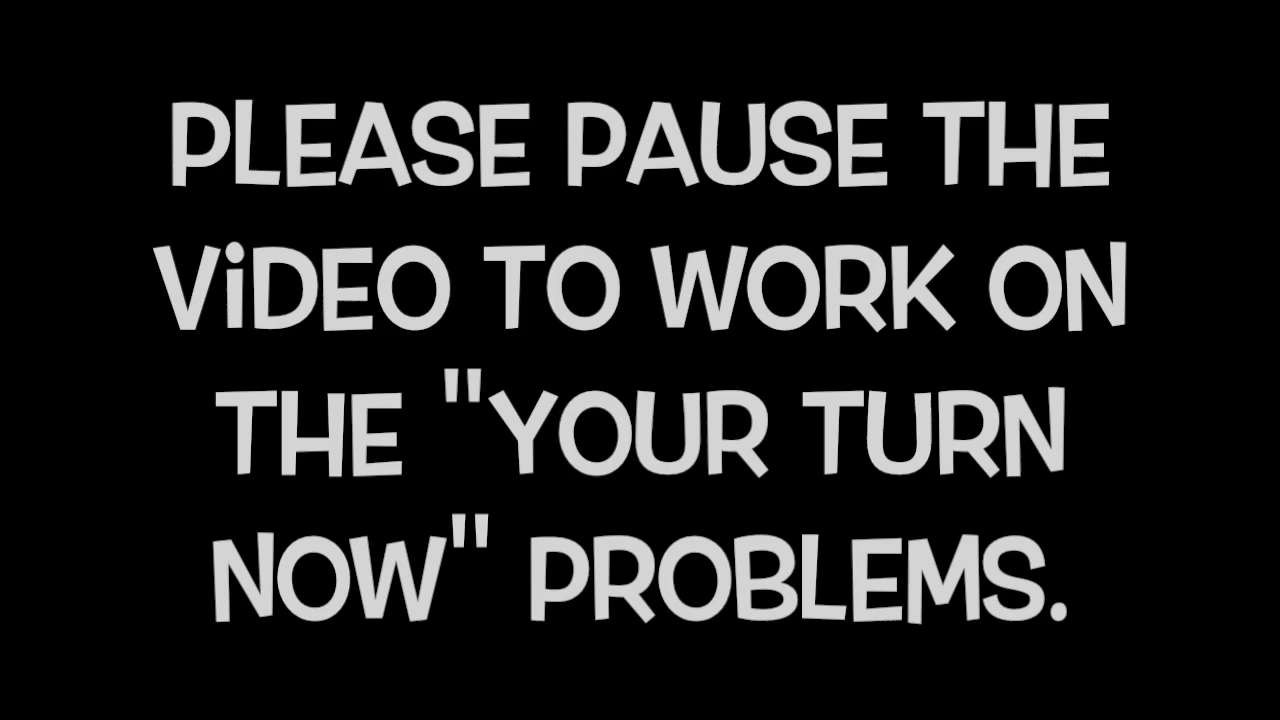 PLEASE PAUSE THE
ViDEO TO WORK ON
THE "YOUR TURN
NOW" PROBLEMS.